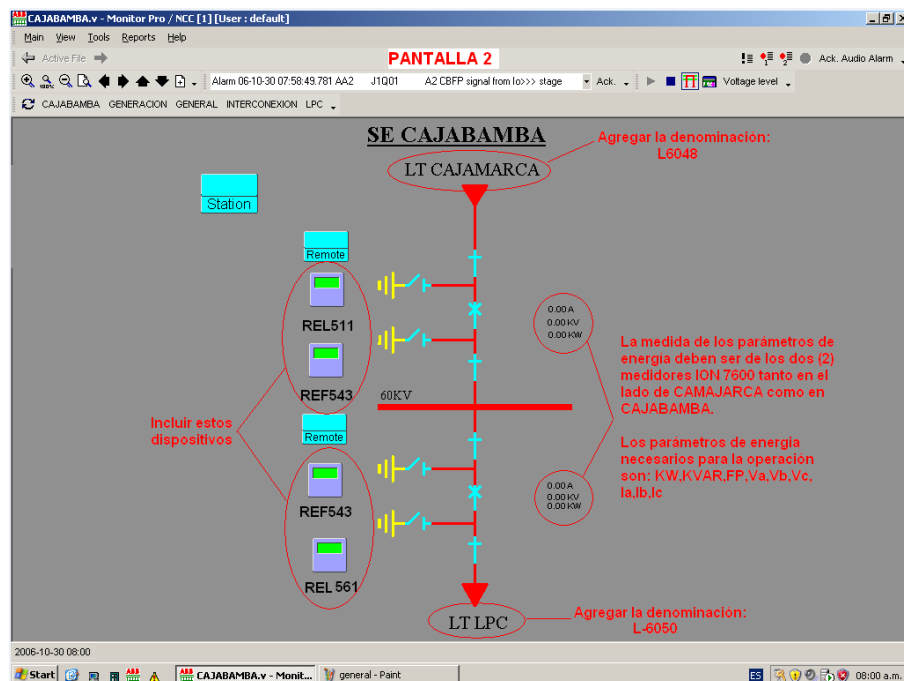 CAJABAMBA.v - Monitor Pro / NCC [1] [User : default]
Main View Tools Reports Help
Active File
PANTALLA 2
Ack. Audio Alarm
100%
Alarm 06-10-30 07:58:49.781 AA2 J1Q01 A2 CBFP signal from Io>>> stage
Ack.
Voltage level
CAJABAMBA GENERACION GENERAL INTERCONEXION LPC
SE CAJABAMBA
Agregar la denominación:
L6048
LT CAJAMARCA
Station
Remote
REL511
0.00 A
0.00 KV
0.00 KW
REF543
La medida de los parámetros de
energía deben ser de los dos (2)
medidores ION 7600 tanto en el
lado de CAMAJARCA como en
CAJABAMBA.
60KV
Incluir estos
dispositivos
Remote
Los parámetros de energía
necesarios para la operación
son: KW,KVAR,FP,Va,Vb,Vc,
Ia,Ib,Ic
REF543
0.00 A
0.00 KV
0.00 KW
REL 561
LT LPC
Agregar la denominación:
L-6050
2006-10-30 08:00
Start
ABB
CAJABAMBA.v - Monit...
general - Paint
ES
08:00 a.m.